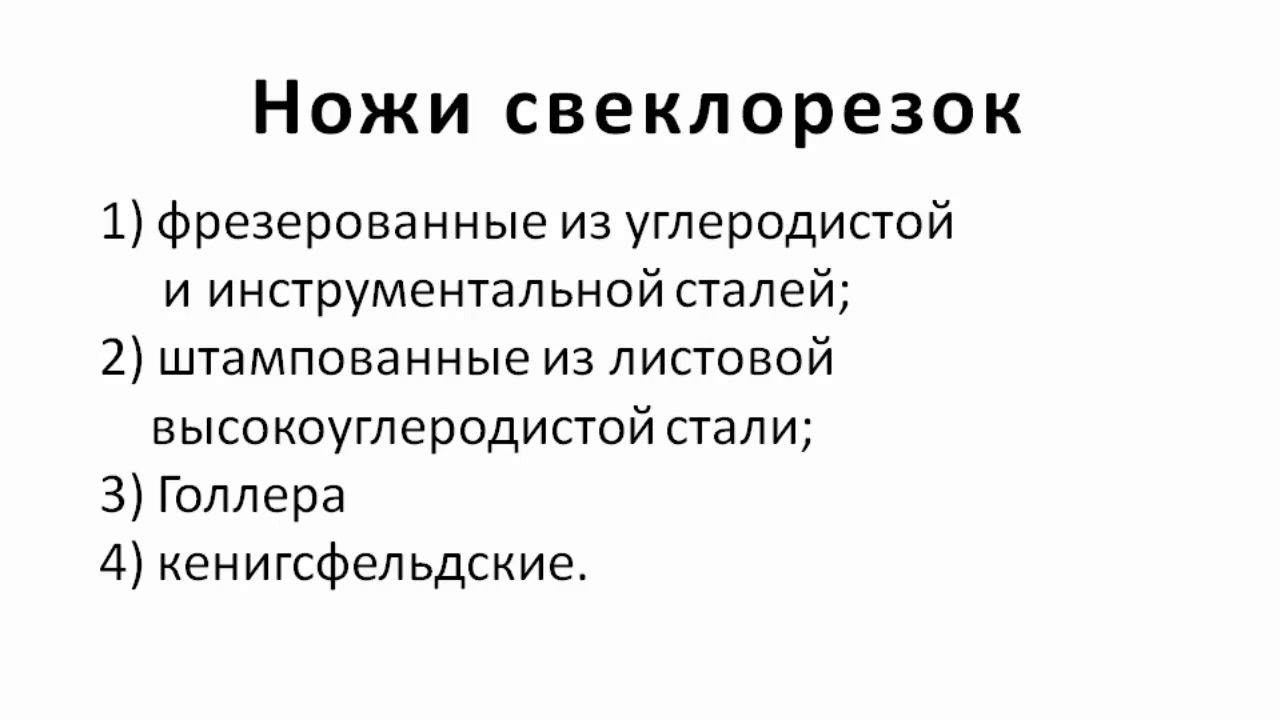 Ножи свеклорезок
1) фрезерованные из углеродистой
и инструментальной сталей;
2) штампованные из листовой
высокоуглеродистой стали;
3) Голлера
4) кенигсфельдские.